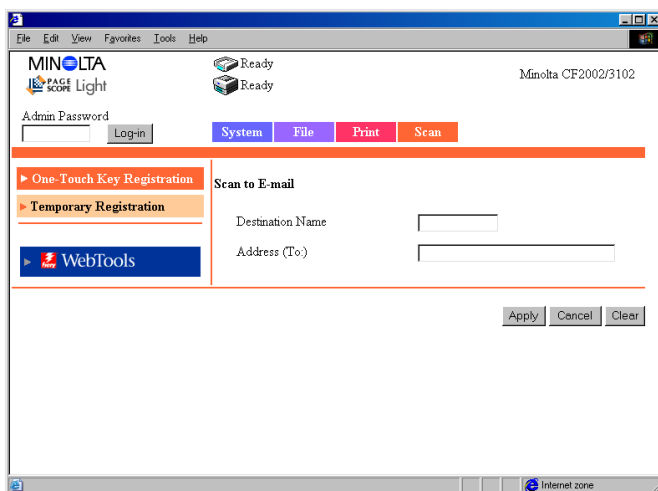 File Edit View Favorites Tools Help
MINOLTA
PAGE SCOPE Light
Ready
Ready
Minolta CF2002/3102
Admin Password
Log-in
System File Print Scan
One-Touch Key Registration
Temporary Registration
Scan to E-mail
Destination Name
Address (To:)
fiery WebTools
Apply Cancel Clear
Internet zone